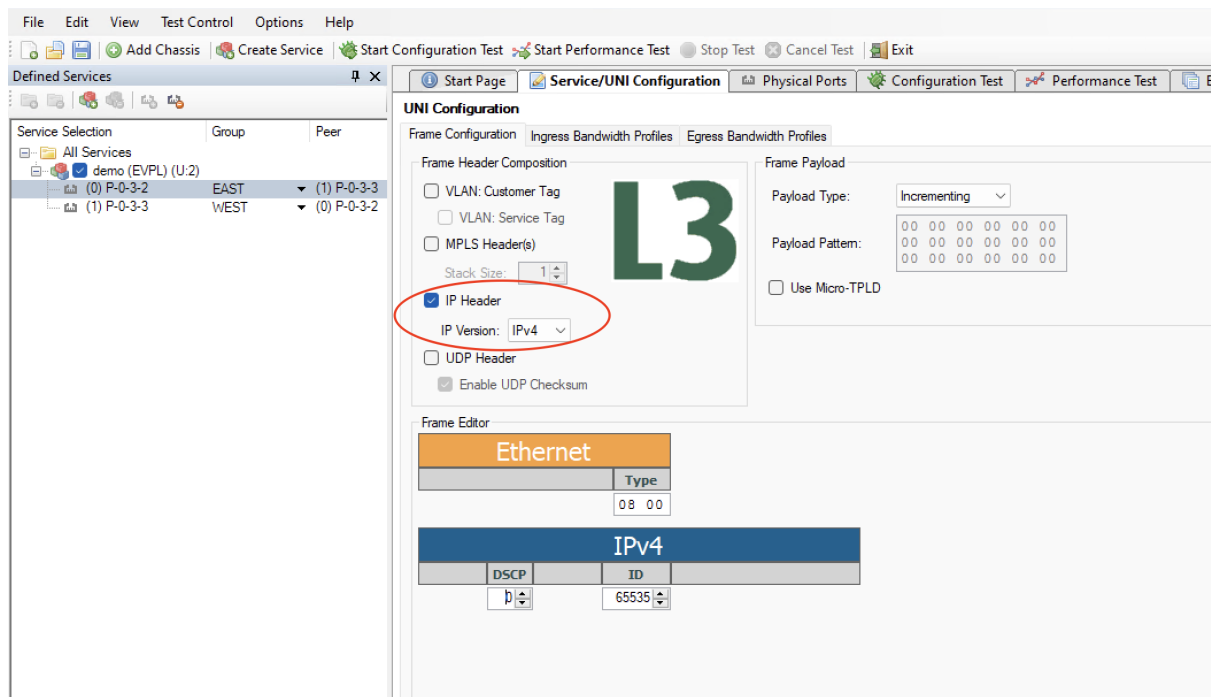 File Edit View Test Control Options Help
Add Chassis Create Service Start Configuration Test Start Performance Test Stop Test Cancel Test Exit
Defined Services
Start Page Service/UNI Configuration Physical Ports Configuration Test Performance Test
UNI Configuration
Service Selection Group Peer
Frame Configuration Ingress Bandwidth Profiles Egress Bandwidth Profiles
All Services
demo (EVPL) (U:2)
(0) P-0-3-2 EAST (1) P-0-3-3
(1) P-0-3-3 WEST (0) P-0-3-2
Frame Header Composition
VLAN: Customer Tag
VLAN: Service Tag
MPLS Header(s)
Stack Size: 1
IP Header
IP Version: IPv4
UDP Header
Enable UDP Checksum
L3
Frame Payload
Payload Type: Incrementing
Payload Pattern:
00 00 00 00 00 00
00 00 00 00 00 00
00 00 00 00 00 00
Use Micro-TPLD
Frame Editor
Ethernet
Type
08 00
IPv4
DSCP ID
0 65535